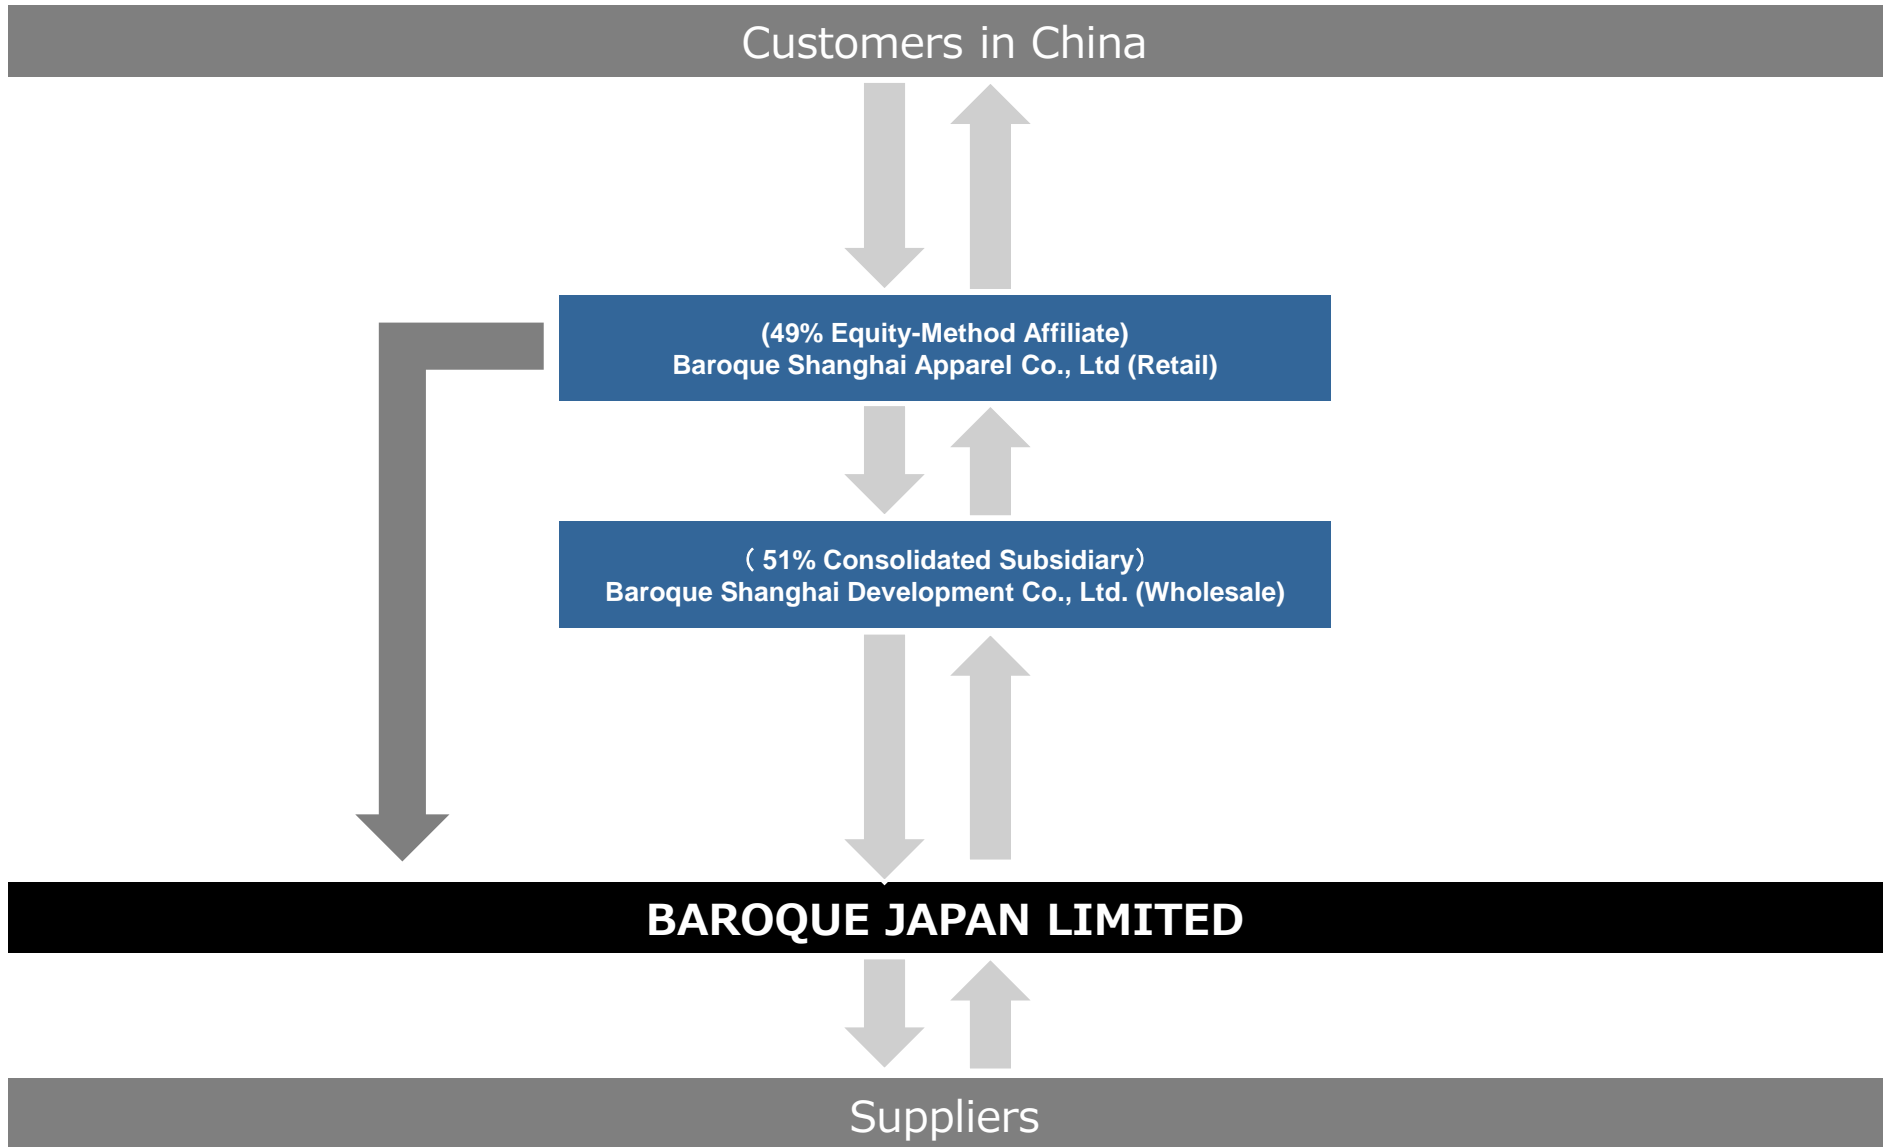 Customers in China
(49% Equity-Method Affiliate)
Baroque Shanghai Apparel Co., Ltd (Retail)
（ 51% Consolidated Subsidiary）
Baroque Shanghai Development Co., Ltd. (Wholesale)
BAROQUE JAPAN LIMITED
Suppliers